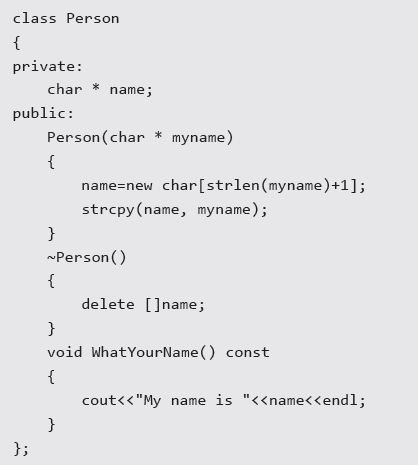 class Person
{
private:
    char * name;
public:
    Person(char * myname)
    {
        name=new char[strlen(myname)+1];
        strcpy(name, myname);
    }
    ~Person()
    {
        delete []name;
    }
    void WhatYourName() const
    {
        cout<<"My name is "<<name<<endl;
    }
};